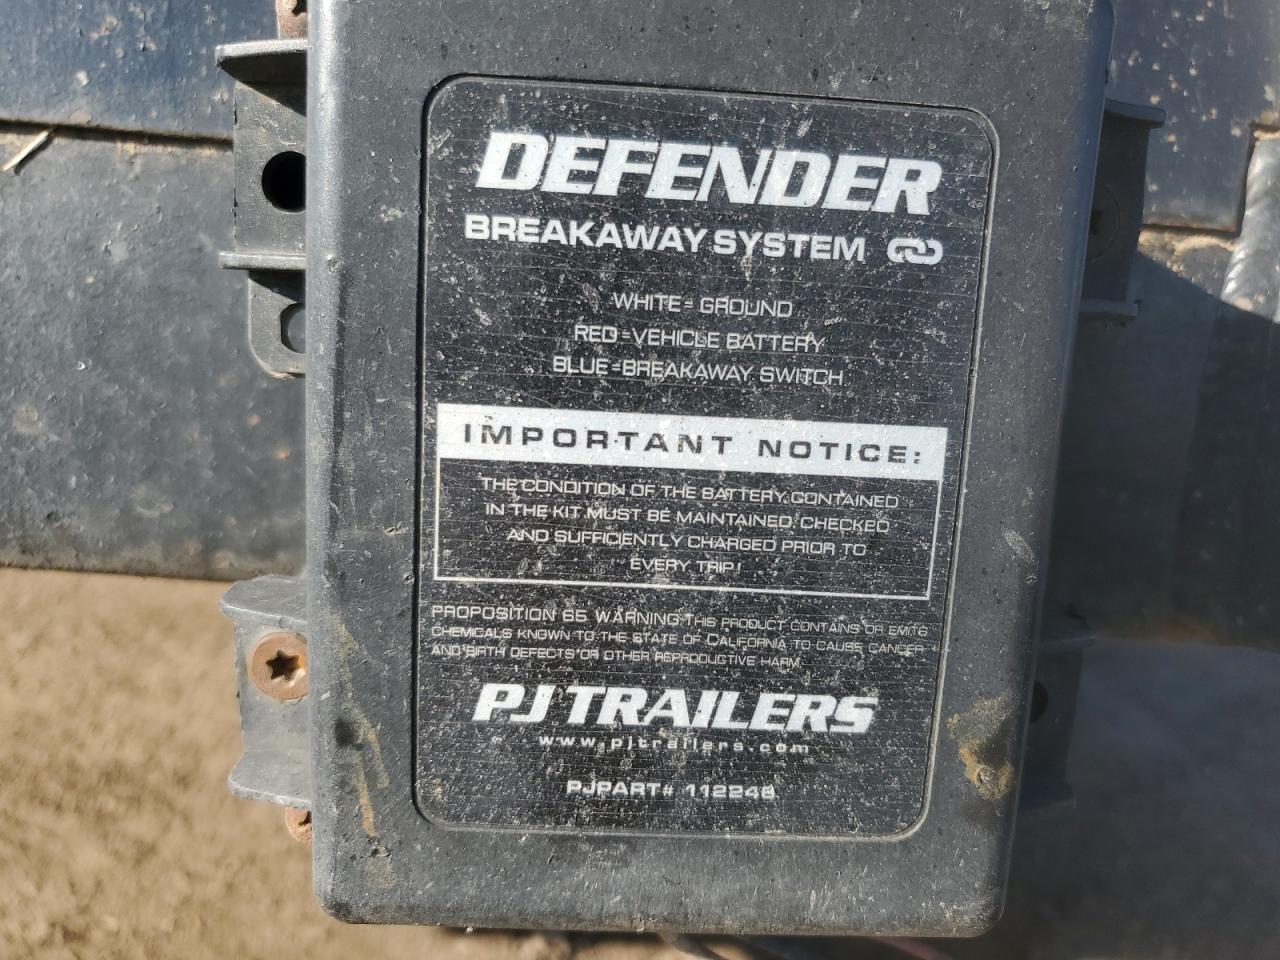 DEFENDER
BREAKAWAY SYSTEM
WHITE= GROUND
RED=VEHICLE BATTERY
BLUE=BREAKAWAY SWITCH
IMPORTANT NOTICE:
THE CONDITION OF THE BATTERY CONTAINED
IN THE KIT MUST BE MAINTAINED, CHECKED
AND SUFFICIENTLY CHARGED PRIOR TO
EVERY TRIP!
PROPOSITION 65 WARNING THIS PRODUCT CONTAINS OR EMITS
CHEMICALS KNOWN TO THE STATE OF CALIFORNIA TO CAUSE CANCER
AND BIRTH DEFECTS OR OTHER REPRODUCTIVE HARM
PJ TRAILERS
www.pjtrailers.com
PJPART# 112248